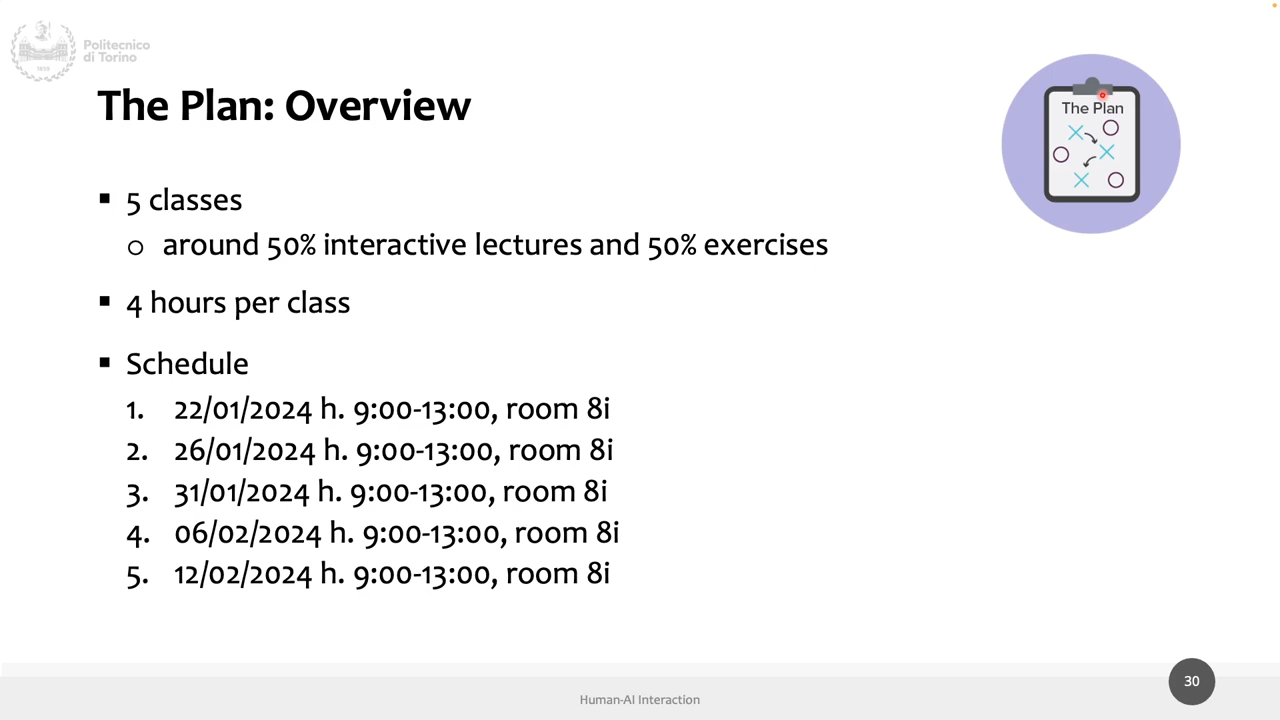 Politecnico
di Torino
1859
The Plan: Overview
The Plan
▪ 5 classes
o around 50% interactive lectures and 50% exercises
▪ 4 hours per class
▪ Schedule
1. 22/01/2024 h. 9:00-13:00, room 8i
2. 26/01/2024 h. 9:00-13:00, room 8i
3. 31/01/2024 h. 9:00-13:00, room 8i
4. 06/02/2024 h. 9:00-13:00, room 8i
5. 12/02/2024 h. 9:00-13:00, room 8i
Human-AI Interaction
30